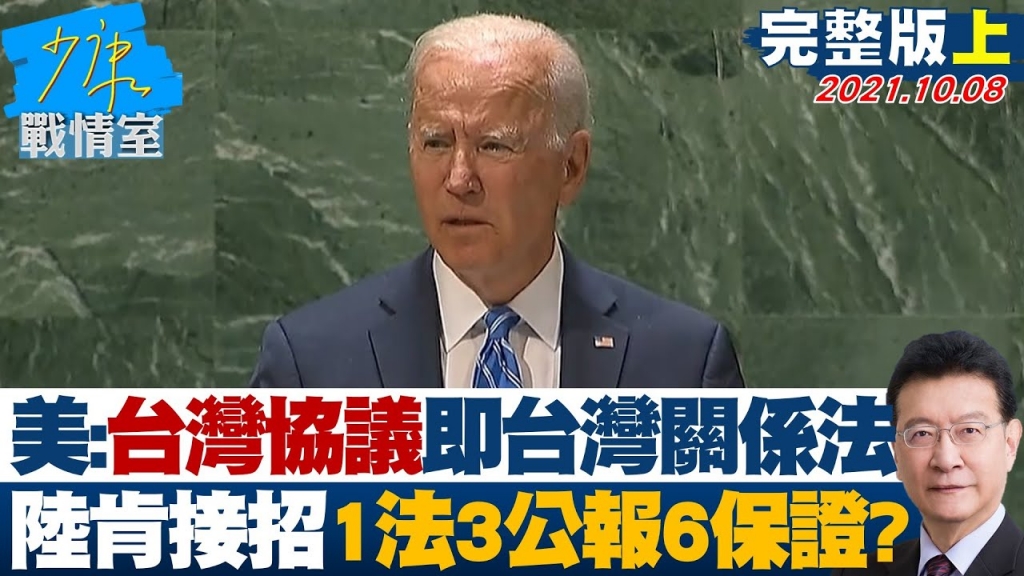 少康
戰情室
完整版上
2021.10.08
美:台灣協議即台灣關係法
陸肯接招1法3公報6保證?